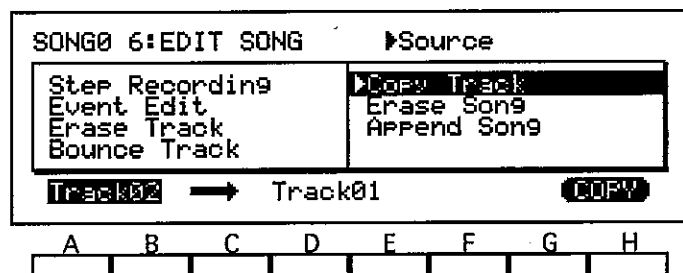 SONG0 6:EDIT SONG ▶Source
Step Recording ▶Copy Track
Event Edit Erase Song
Erase Track Append Song
Bounce Track
Track02 → Track01 COPY
A B C D E F G H